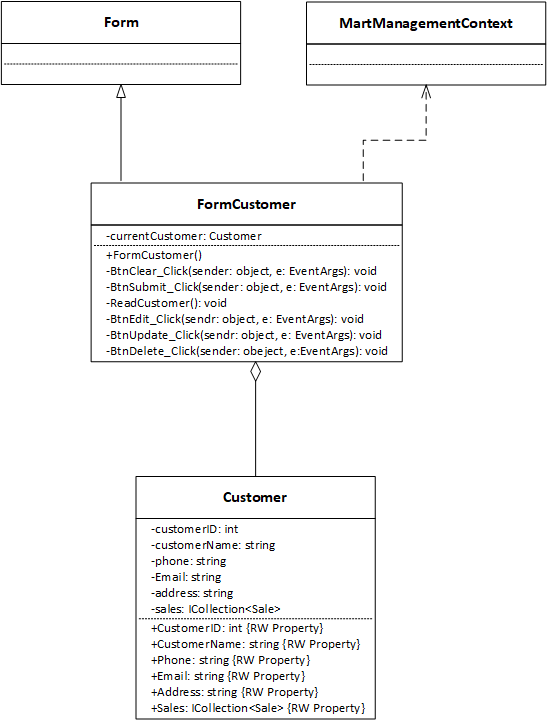 Form
MartManagementContext
FormCustomer
-currentCustomer: Customer
+FormCustomer()
-BtnClear_Click(sender: object, e: EventArgs): void
-BtnSubmit_Click(sender: object, e: EventArgs): void
-ReadCustomer(): void
-BtnEdit_Click(sendr: object, e: EventArgs): void
-BtnUpdate_Click(sendr: object, e: EventArgs): void
-BtnDelete_Click(sender: obeject, e:EventArgs): void
Customer
-customerID: int
-customerName: string
-phone: string
-Email: string
-address: string
-sales: ICollection<Sale>
+CustomerID: int {RW Property}
+CustomerName: string {RW Property}
+Phone: string {RW Property}
+Email: string {RW Property}
+Address: string {RW Property}
+Sales: ICollection<Sale> {RW Property}